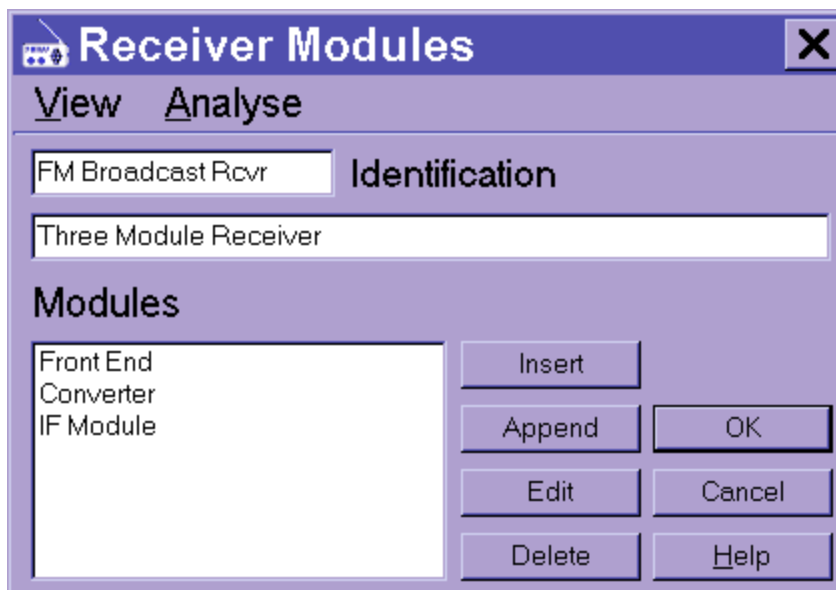 Receiver Modules
View Analyse
FM Broadcast Rcvr Identification
Three Module Receiver
Modules
Front End
Converter
IF Module
Insert
Append OK
Edit Cancel
Delete Help